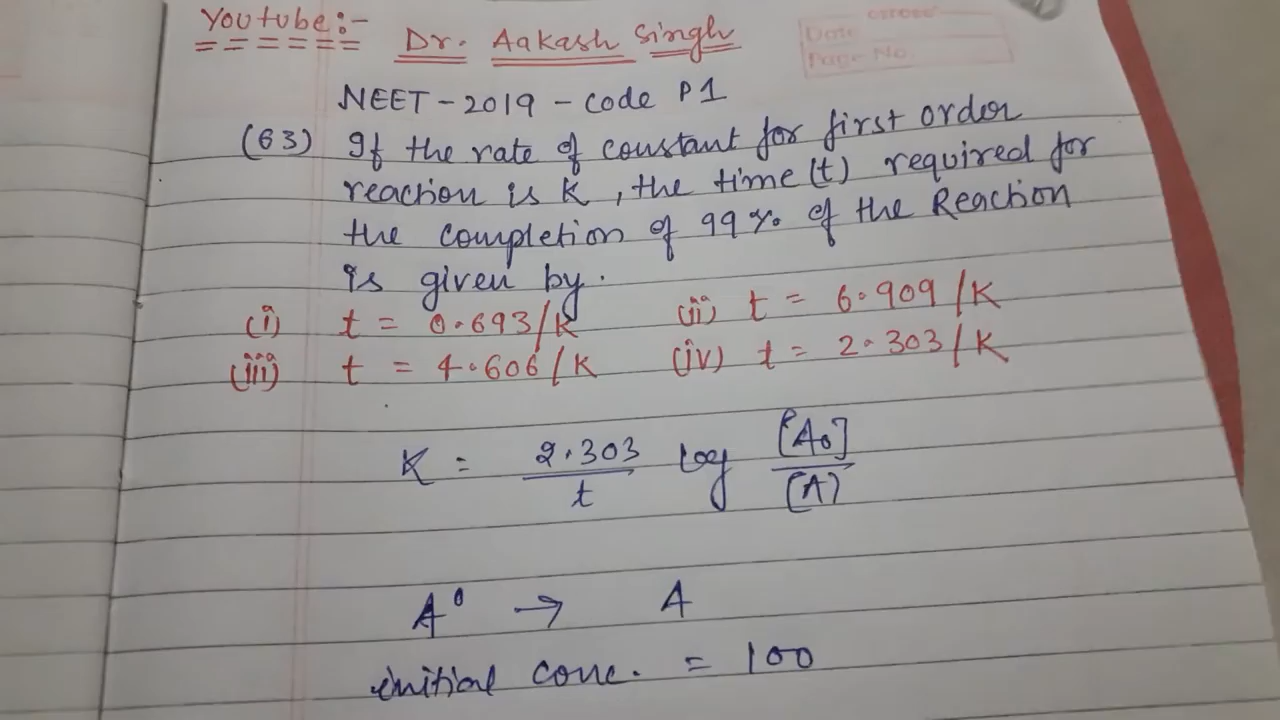 Youtube:-
Dr. Aakash Singh
Date
Page No.
NEET - 2019 - Code P1
(63) If the rate of constant for first order
reaction is K, the time (t) required for
the completion of 99% of the Reaction
is given by.
(i) t = 0.693/K (ii) t = 6.909/K
(iii) t = 4.606/K (iv) t = 2.303/K
K = 2.303/t log [A₀]/[A]
A⁰ → A
initial conc. = 100